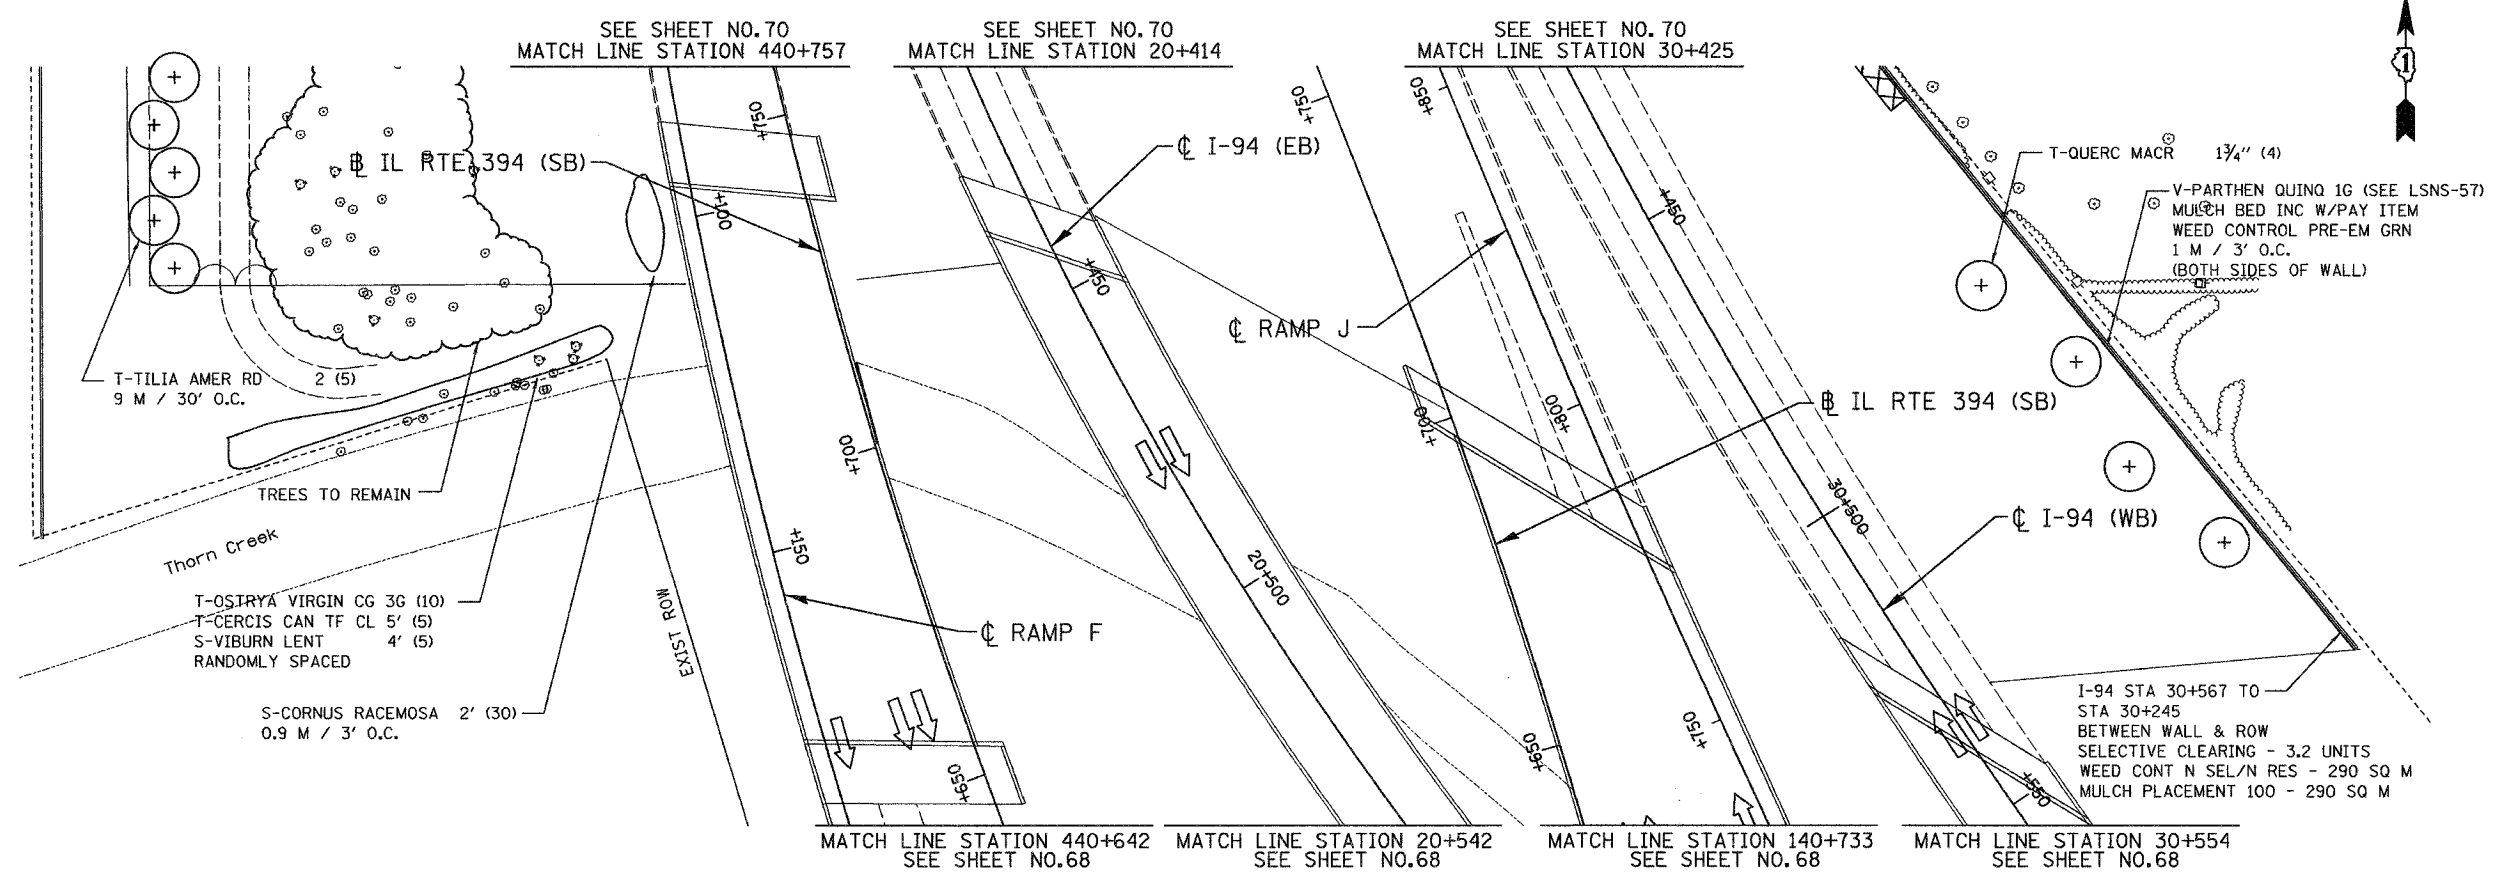 SEE SHEET NO.70
MATCH LINE STATION 440+757
SEE SHEET NO.70
MATCH LINE STATION 20+414
SEE SHEET NO.70
MATCH LINE STATION 30+425
1
+750
+750
+850
℄ I-94 (EB)
B IL RTE 394 (SB)
T-QUERC MACR 1¾" (4)
V-PARTHEN QUINQ 1G (SEE LSNS-57)
MULCH BED INC W/PAY ITEM
WEED CONTROL PRE-EM GRN
1 M / 3' O.C.
(BOTH SIDES OF WALL)
+100
+450
+450
℄ RAMP J
T-TILIA AMER RD 2 (5)
9 M / 30' O.C.
+700
+700
+800
B IL RTE 394 (SB)
TREES TO REMAIN
30+500
℄ I-94 (WB)
Thorn Creek
+150
20+500
T-OSTRYA VIRGIN CG 3G (10)
T-CERCIS CAN TF CL 5' (5)
S-VIBURN LENT 4' (5)
RANDOMLY SPACED
EXIST ROW
℄ RAMP F
S-CORNUS RACEMOSA 2' (30)
0.9 M / 3' O.C.
I-94 STA 30+567 TO
STA 30+245
BETWEEN WALL & ROW
SELECTIVE CLEARING - 3.2 UNITS
WEED CONT N SEL/N RES - 290 SQ M
MULCH PLACEMENT 100 - 290 SQ M
+650
+650
+750
+550
MATCH LINE STATION 440+642
SEE SHEET NO.68
MATCH LINE STATION 20+542
SEE SHEET NO.68
MATCH LINE STATION 140+733
SEE SHEET NO.68
MATCH LINE STATION 30+554
SEE SHEET NO.68